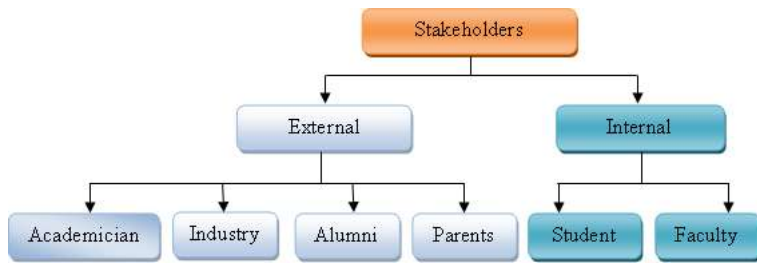 Stakeholders
External
Internal
Academician
Industry
Alumni
Parents
Student
Faculty